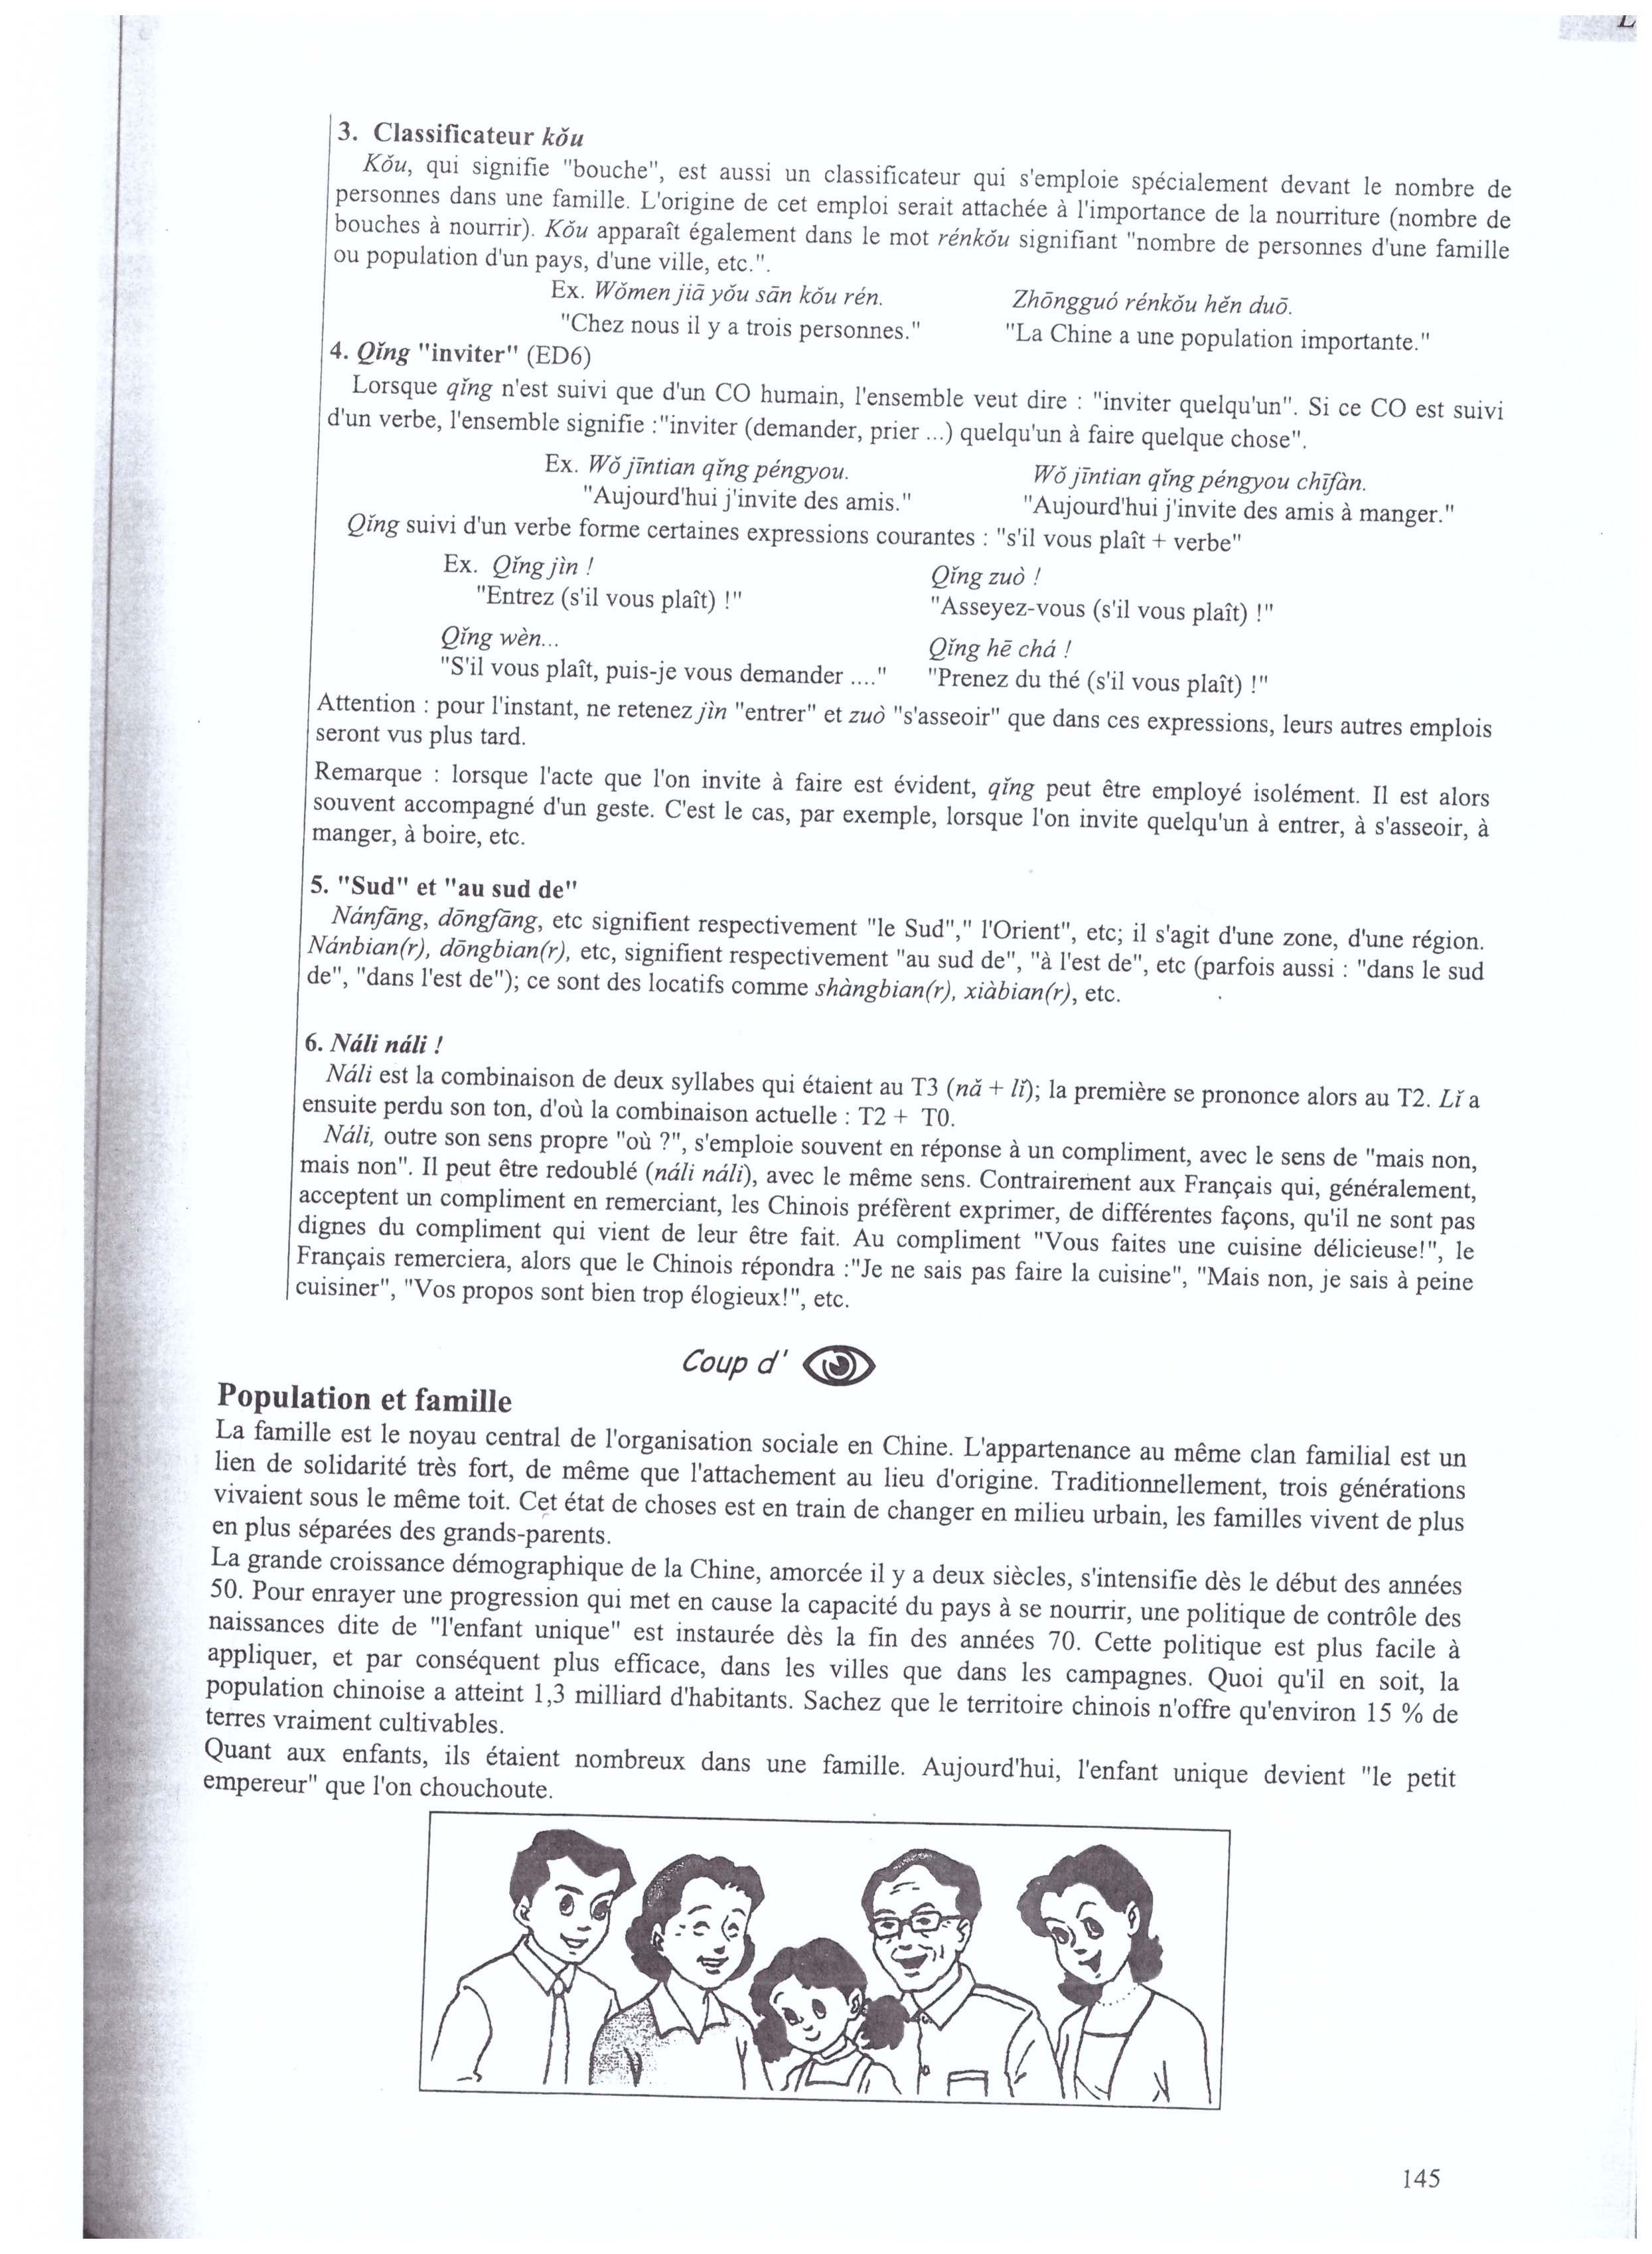 3. Classificateur kǒu
Kǒu, qui signifie "bouche", est aussi un classificateur qui s'emploie spécialement devant le nombre de
personnes dans une famille. L'origine de cet emploi serait attachée à l'importance de la nourriture (nombre de
bouches à nourrir). Kǒu apparaît également dans le mot rénkǒu signifiant "nombre de personnes d'une famille
ou population d'un pays, d'une ville, etc.".
Ex. Wǒmen jiā yǒu sān kǒu rén. Zhōngguó rénkǒu hěn duō.
"Chez nous il y a trois personnes." "La Chine a une population importante."
4. Qǐng "inviter" (ED6)
Lorsque qǐng n'est suivi que d'un CO humain, l'ensemble veut dire : "inviter quelqu'un". Si ce CO est suivi
d'un verbe, l'ensemble signifie :"inviter (demander, prier ...) quelqu'un à faire quelque chose".
Ex. Wǒ jīntian qǐng péngyou. Wǒ jīntian qǐng péngyou chīfàn.
"Aujourd'hui j'invite des amis." "Aujourd'hui j'invite des amis à manger."
Qǐng suivi d'un verbe forme certaines expressions courantes : "s'il vous plaît + verbe"
Ex. Qǐng jìn ! Qǐng zuò !
"Entrez (s'il vous plaît) !" "Asseyez-vous (s'il vous plaît) !"
Qǐng wèn... Qǐng hē chá !
"S'il vous plaît, puis-je vous demander ...." "Prenez du thé (s'il vous plaît) !"
Attention : pour l'instant, ne retenez jìn "entrer" et zuò "s'asseoir" que dans ces expressions, leurs autres emplois
seront vus plus tard.
Remarque : lorsque l'acte que l'on invite à faire est évident, qǐng peut être employé isolément. Il est alors
souvent accompagné d'un geste. C'est le cas, par exemple, lorsque l'on invite quelqu'un à entrer, à s'asseoir, à
manger, à boire, etc.
5. "Sud" et "au sud de"
Nánfāng, dōngfāng, etc signifient respectivement "le Sud"," l'Orient", etc; il s'agit d'une zone, d'une région.
Nánbian(r), dōngbian(r), etc, signifient respectivement "au sud de", "à l'est de", etc (parfois aussi : "dans le sud
de", "dans l'est de"); ce sont des locatifs comme shàngbian(r), xiàbian(r), etc.
6. Náli náli !
Náli est la combinaison de deux syllabes qui étaient au T3 (nǎ + lǐ); la première se prononce alors au T2. Lǐ a
ensuite perdu son ton, d'où la combinaison actuelle : T2 + T0.
Náli, outre son sens propre "où ?", s'emploie souvent en réponse à un compliment, avec le sens de "mais non,
mais non". Il peut être redoublé (náli náli), avec le même sens. Contrairement aux Français qui, généralement,
acceptent un compliment en remerciant, les Chinois préfèrent exprimer, de différentes façons, qu'il ne sont pas
dignes du compliment qui vient de leur être fait. Au compliment "Vous faites une cuisine délicieuse!", le
Français remerciera, alors que le Chinois répondra :"Je ne sais pas faire la cuisine", "Mais non, je sais à peine
cuisiner", "Vos propos sont bien trop élogieux!", etc.
Coup d'
Population et famille
La famille est le noyau central de l'organisation sociale en Chine. L'appartenance au même clan familial est un
lien de solidarité très fort, de même que l'attachement au lieu d'origine. Traditionnellement, trois générations
vivaient sous le même toit. Cet état de choses est en train de changer en milieu urbain, les familles vivent de plus
en plus séparées des grands-parents.
La grande croissance démographique de la Chine, amorcée il y a deux siècles, s'intensifie dès le début des années
50. Pour enrayer une progression qui met en cause la capacité du pays à se nourrir, une politique de contrôle des
naissances dite de "l'enfant unique" est instaurée dès la fin des années 70. Cette politique est plus facile à
appliquer, et par conséquent plus efficace, dans les villes que dans les campagnes. Quoi qu'il en soit, la
population chinoise a atteint 1,3 milliard d'habitants. Sachez que le territoire chinois n'offre qu'environ 15 % de
terres vraiment cultivables.
Quant aux enfants, ils étaient nombreux dans une famille. Aujourd'hui, l'enfant unique devient "le petit
empereur" que l'on chouchoute.
145